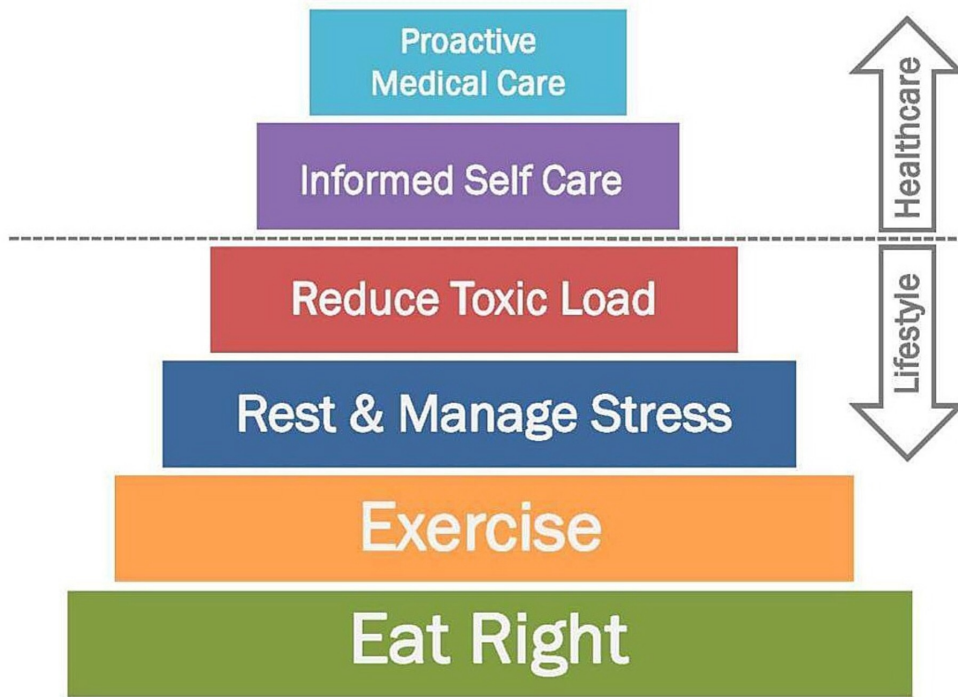 Proactive
Medical Care
Informed Self Care
Healthcare
Reduce Toxic Load
Lifestyle
Rest & Manage Stress
Exercise
Eat Right